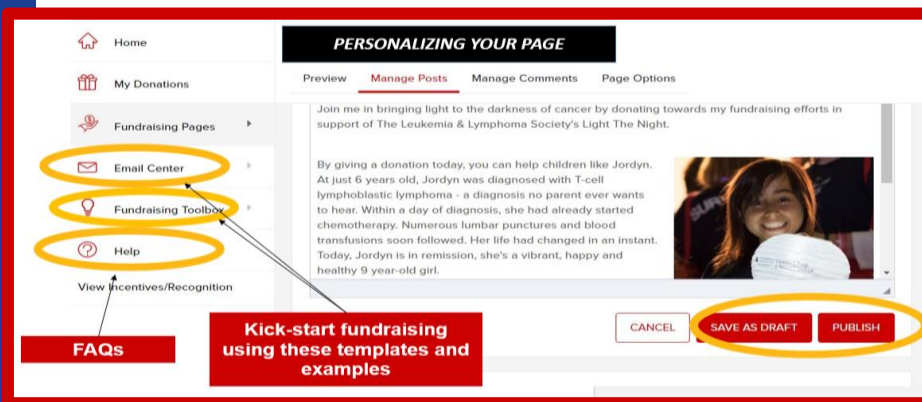 Home
My Donations
Fundraising Pages
Email Center
Fundraising Toolbox
Help
View Incentives/Recognition
PERSONALIZING YOUR PAGE
Preview Manage Posts Manage Comments Page Options
Join me in bringing light to the darkness of cancer by donating towards my fundraising efforts in
support of The Leukemia & Lymphoma Society's Light The Night.
By giving a donation today, you can help children like Jordyn.
At just 6 years old, Jordyn was diagnosed with T-cell
lymphoblastic lymphoma - a diagnosis no parent ever wants
to hear. Within a day of diagnosis, she had already started
chemotherapy. Numerous lumbar punctures and blood
transfusions soon followed. Her life had changed in an instant.
Today, Jordyn is in remission, she's a vibrant, happy and
healthy 9 year-old girl.
CANCEL SAVE AS DRAFT PUBLISH
FAQs
Kick-start fundraising
using these templates and
examples